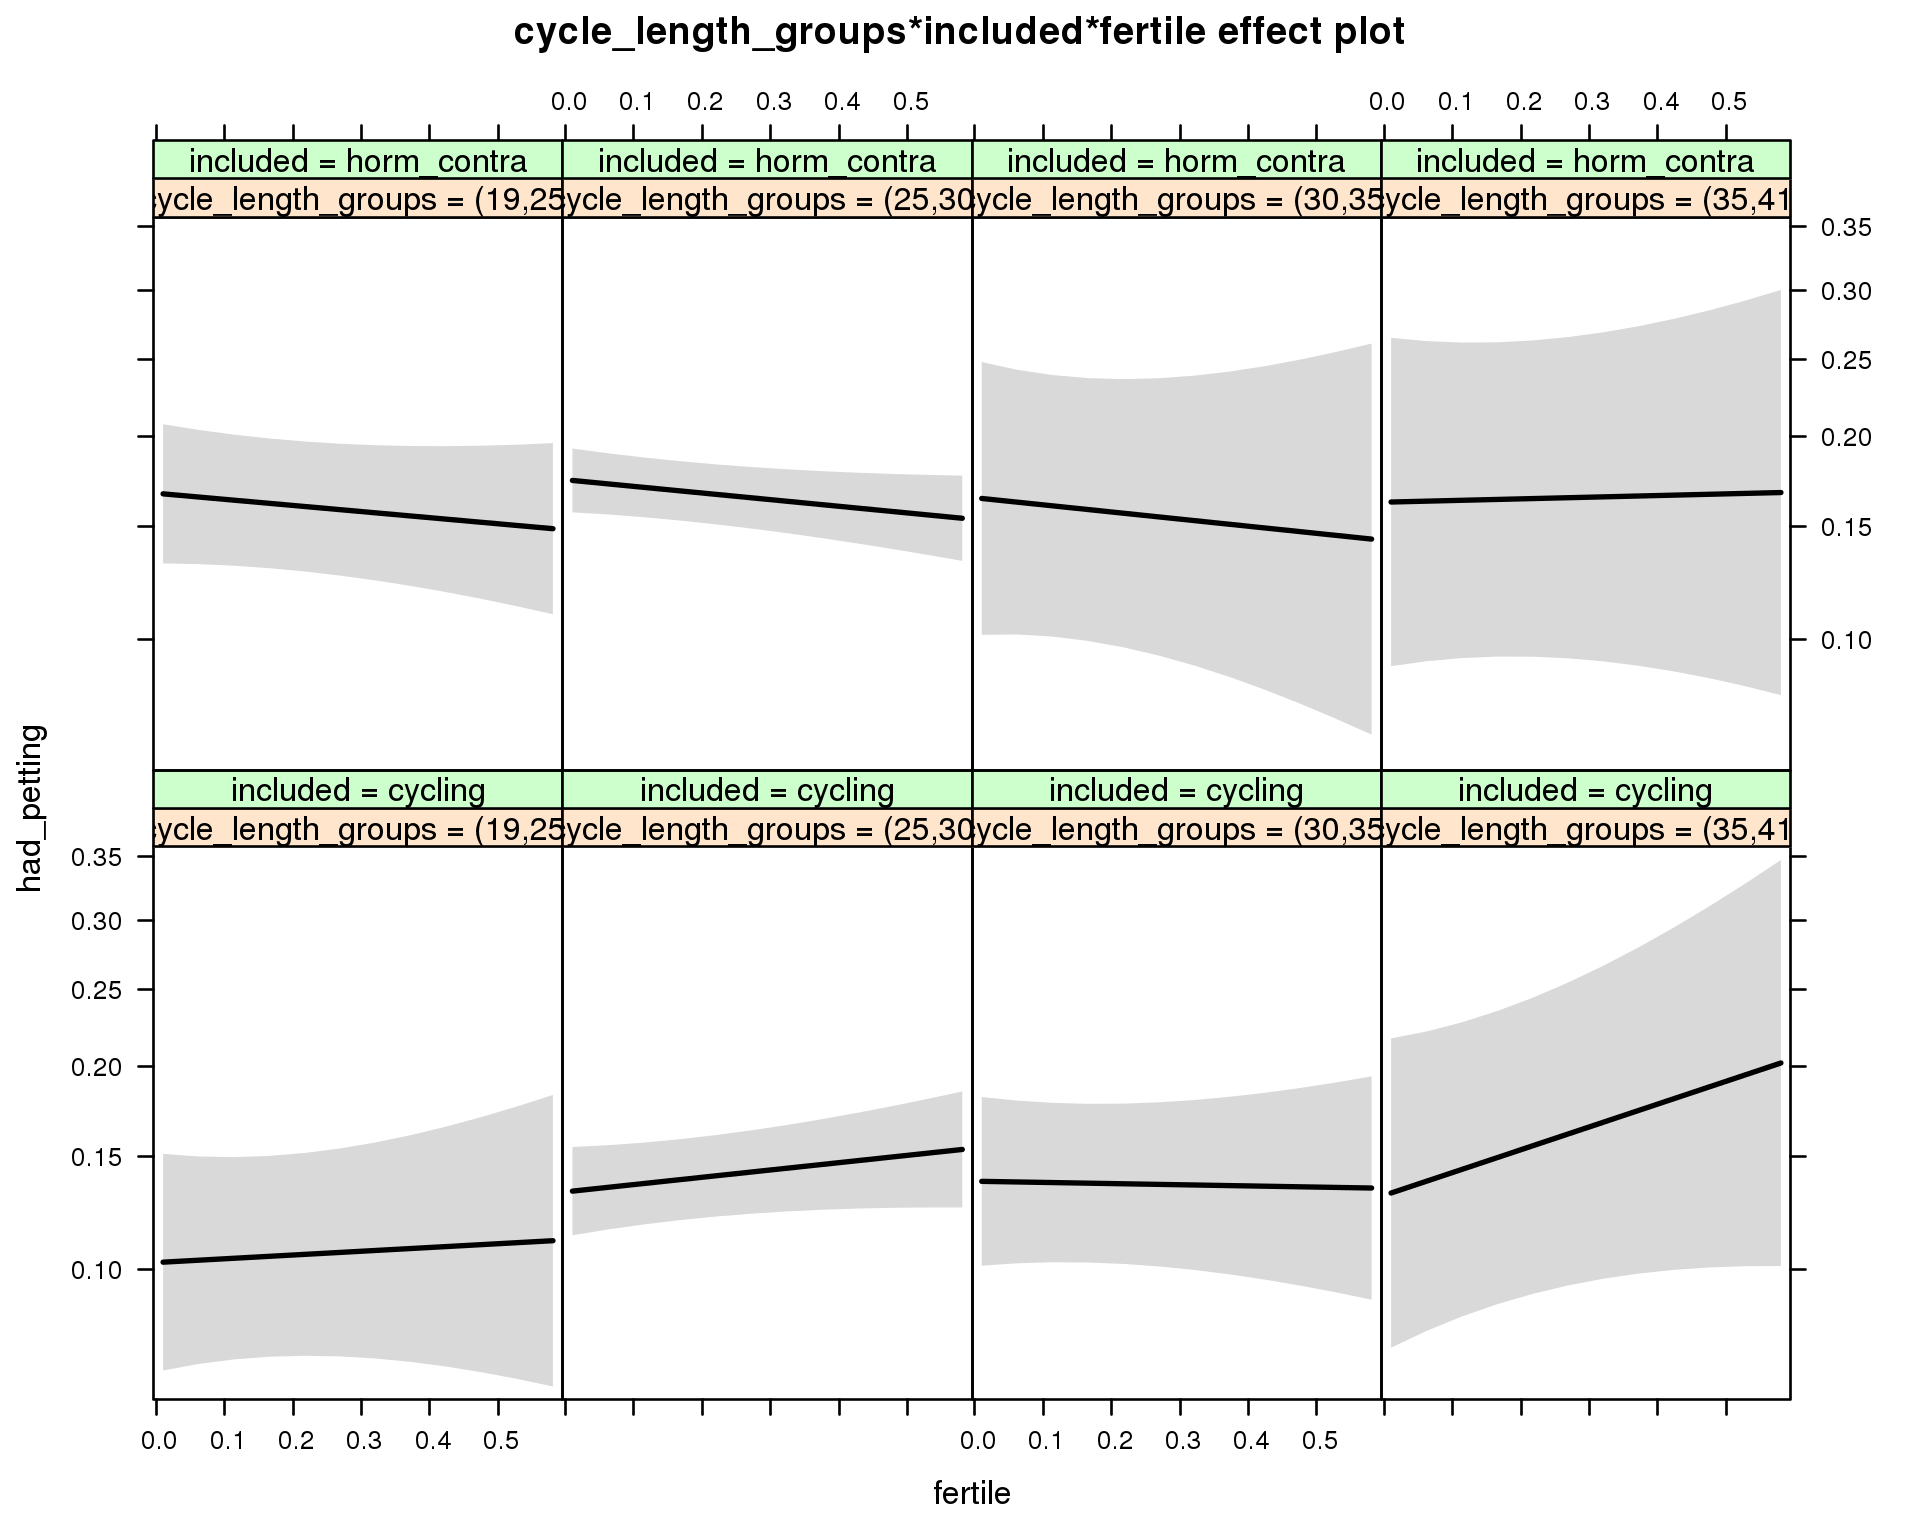 cycle_length_groups*included*fertile effect plot
0.0 0.1 0.2 0.3 0.4 0.5 0.0 0.1 0.2 0.3 0.4 0.5
included = horm_contra included = horm_contra included = horm_contra included = horm_contra
ycle_length_groups = (19,25 ycle_length_groups = (25,30 ycle_length_groups = (30,35 ycle_length_groups = (35,41
0.35
0.30
0.25
0.20
0.15
0.10
had_petting
included = cycling included = cycling included = cycling included = cycling
ycle_length_groups = (19,25 ycle_length_groups = (25,30 ycle_length_groups = (30,35 ycle_length_groups = (35,41
0.35
0.30
0.25
0.20
0.15
0.10
0.0 0.1 0.2 0.3 0.4 0.5 0.0 0.1 0.2 0.3 0.4 0.5
fertile